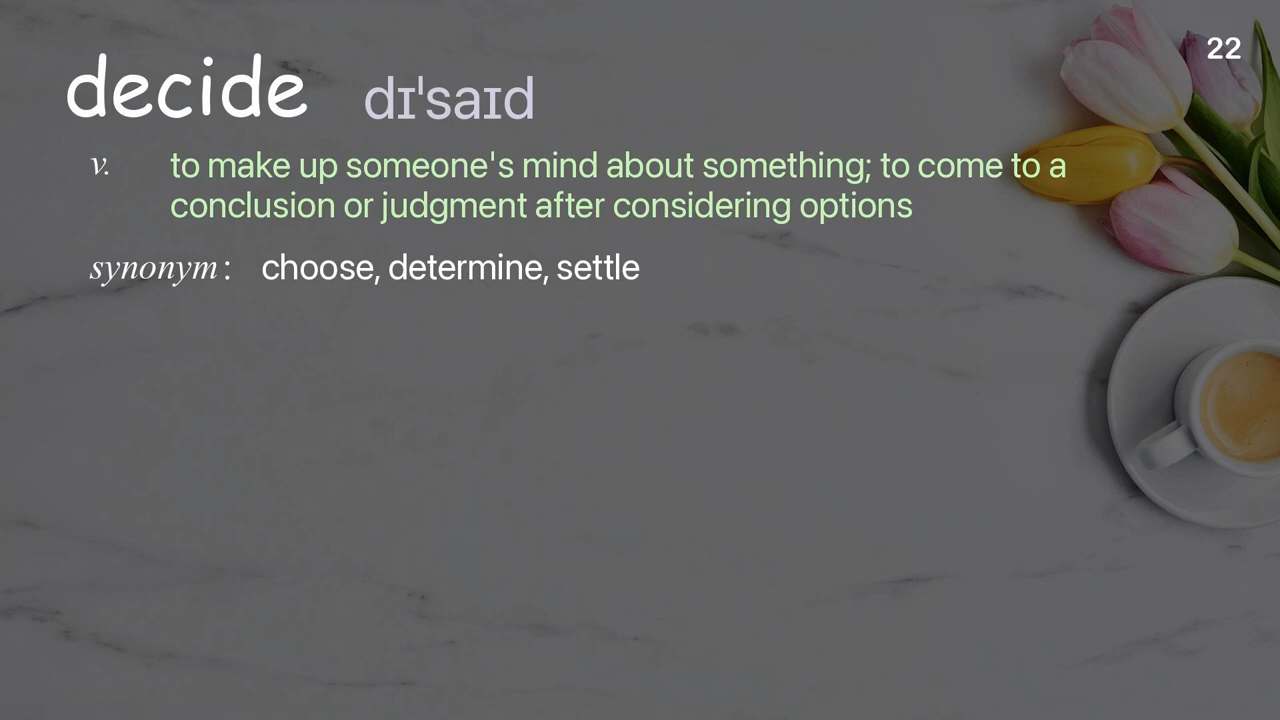 22
decide dɪˈsaɪd
v. to make up someone's mind about something; to come to a
conclusion or judgment after considering options
synonym: choose, determine, settle